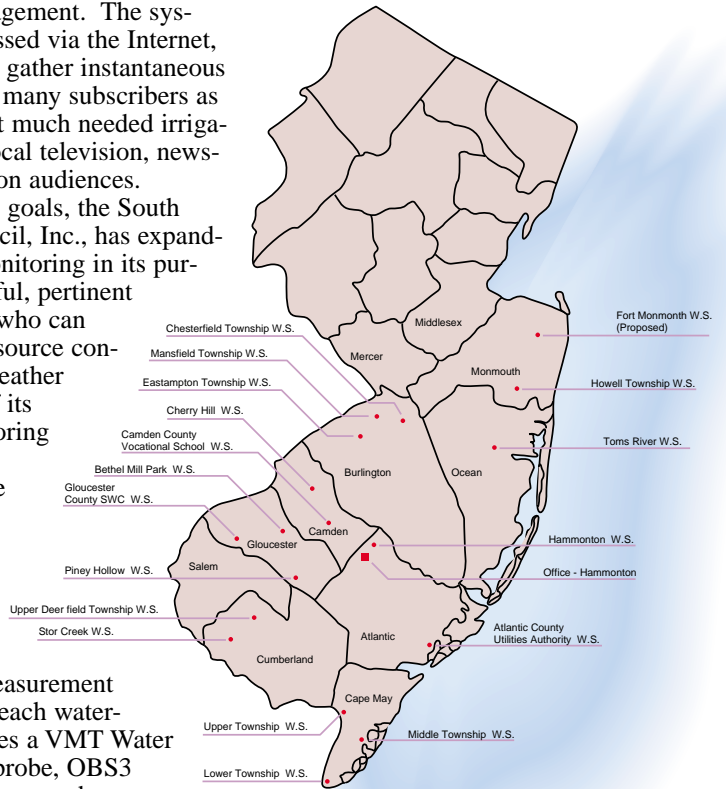 agement. The sys-
ssed via the Internet,
gather instantaneous
many subscribers as
t much needed irriga-
ocal television, news-
on audiences.
goals, the South
cil, Inc., has expand-
onitoring in its pur-
ful, pertinent
who can
source con-
eather
f its
oring
e
easurement
each water-
es a VMT Water
probe, OBS3
Chesterfield Township W.S.
Mansfield Township W.S.
Eastampton Township W.S.
Cherry Hill W.S.
Camden County
Vocational School W.S.
Bethel Mill Park W.S.
Gloucester
County SWC W.S.
Piney Hollow W.S.
Upper Deer field Township W.S.
Stor Creek W.S.
Upper Township W.S.
Lower Township W.S.
Middlesex
Mercer
Monmouth
Burlington
Ocean
Camden
Gloucester
Salem
Atlantic
Cumberland
Cape May
Fort Monmonth W.S.
(Proposed)
Howell Township W.S.
Toms River W.S.
Hammonton W.S.
Office - Hammonton
Atlantic County
Utilities Authority W.S.
Middle Township W.S.